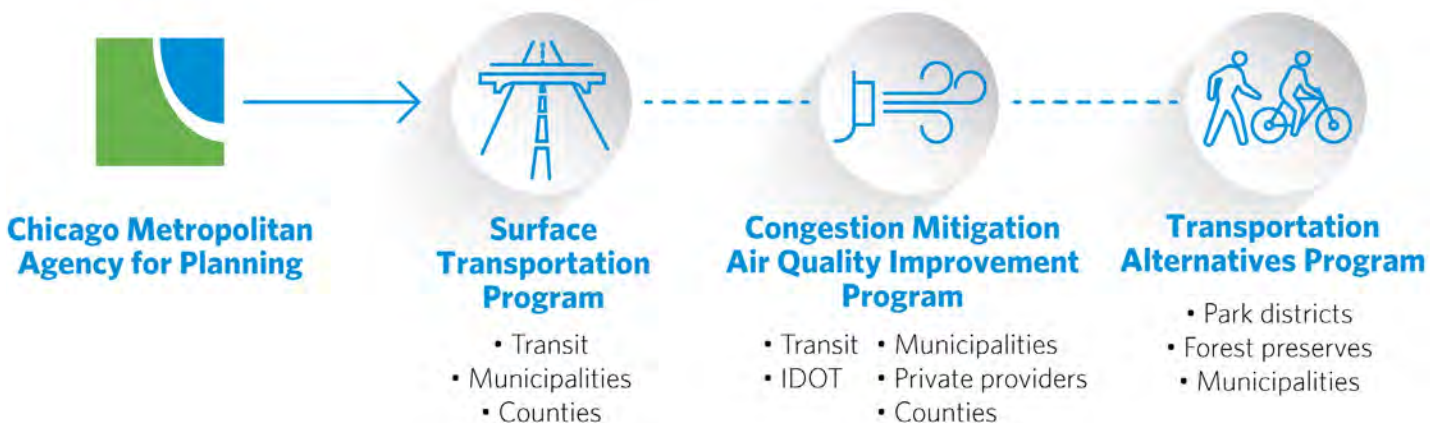 Chicago Metropolitan
Agency for Planning
Surface
Transportation
Program
• Transit
• Municipalities
• Counties
Congestion Mitigation
Air Quality Improvement
Program
• Transit • Municipalities
• IDOT • Private providers
• Counties
Transportation
Alternatives Program
• Park districts
• Forest preserves
• Municipalities